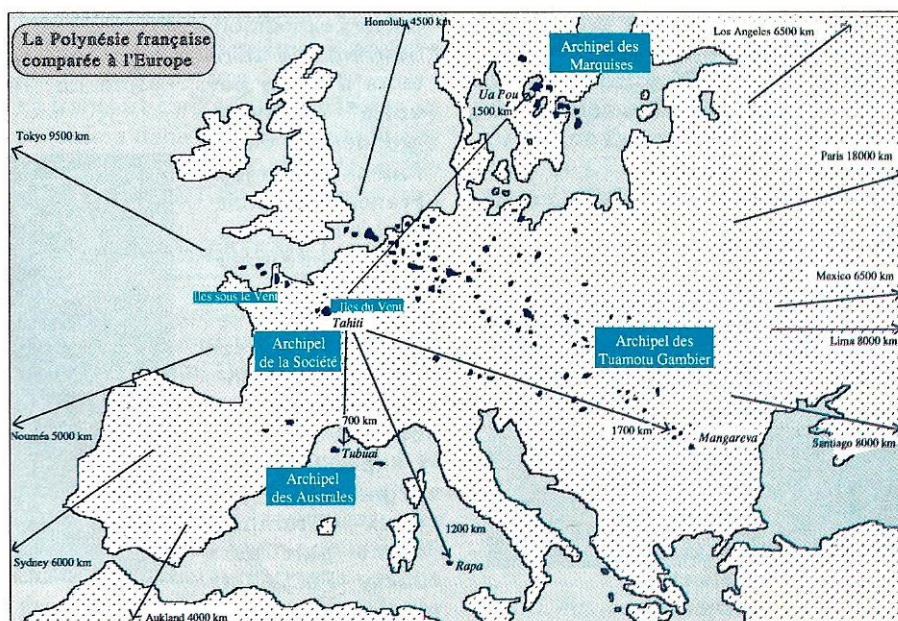 La Polynésie française
comparée à l'Europe
Honolulu 4500 km
Archipel des
Marquises
Los Angeles 6500 km
Ua Pou
1500 km
Tokyo 9500 km
Paris 18000 km
Mexico 6500 km
Iles sous le Vent
Iles du Vent
Tahiti
Lima 8000 km
Archipel
de la Société
Archipel des
Tuamotu Gambier
Nouméa 5000 km
700 km
Tubuai
1700 km
Mangareva
Santiago 8000 km
Archipel
des Australes
1200 km
Rapa
Sydney 6000 km
Aukland 4000 km